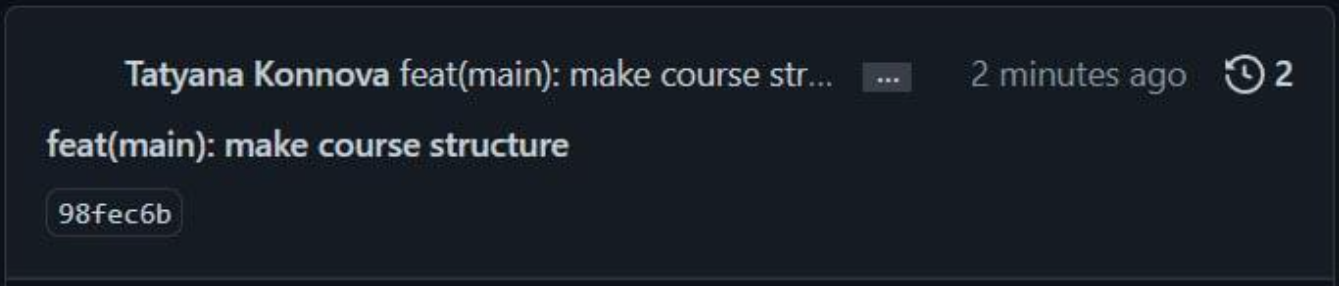 Tatyana Konnova feat(main): make course str... ... 2 minutes ago 2
feat(main): make course structure
98fec6b